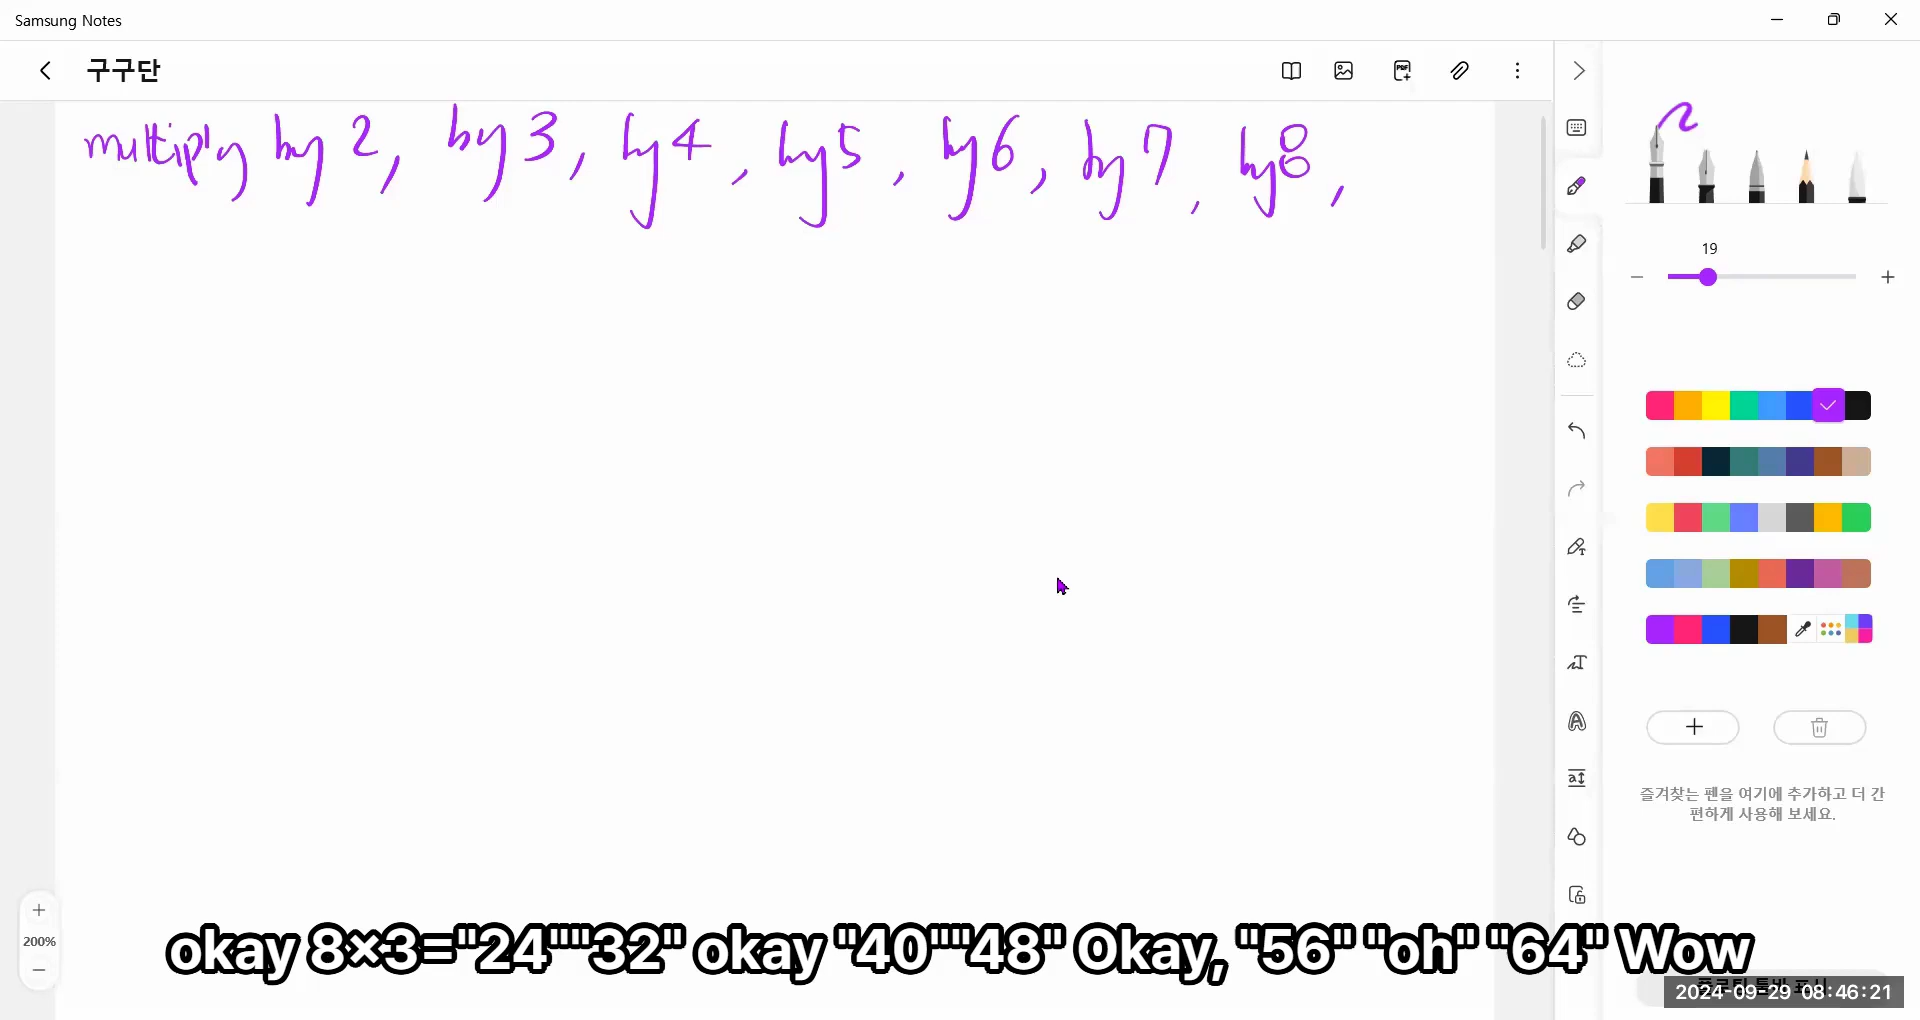 Samsung Notes
구구단
PDF
multiply by 2, by 3, by 4, by 5, by 6, by 7, by 8,
19
즐겨찾는 펜을 여기에 추가하고 더 간
편하게 사용해 보세요.
200%
okay 8×3="24""32" okay "40""48" Okay, "56" "oh" "64" Wow
2024-09-29 08:46:21